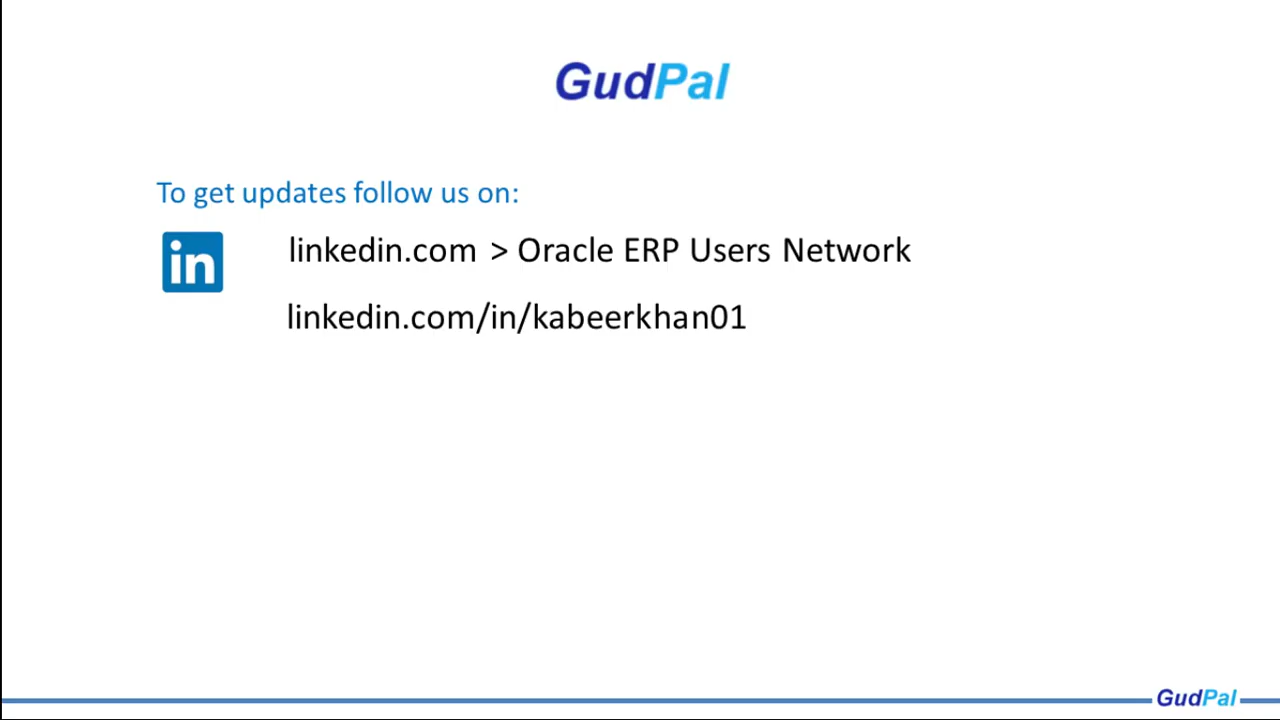 GudPal
To get updates follow us on:
in
linkedin.com > Oracle ERP Users Network
linkedin.com/in/kabeerkhan01
GudPal